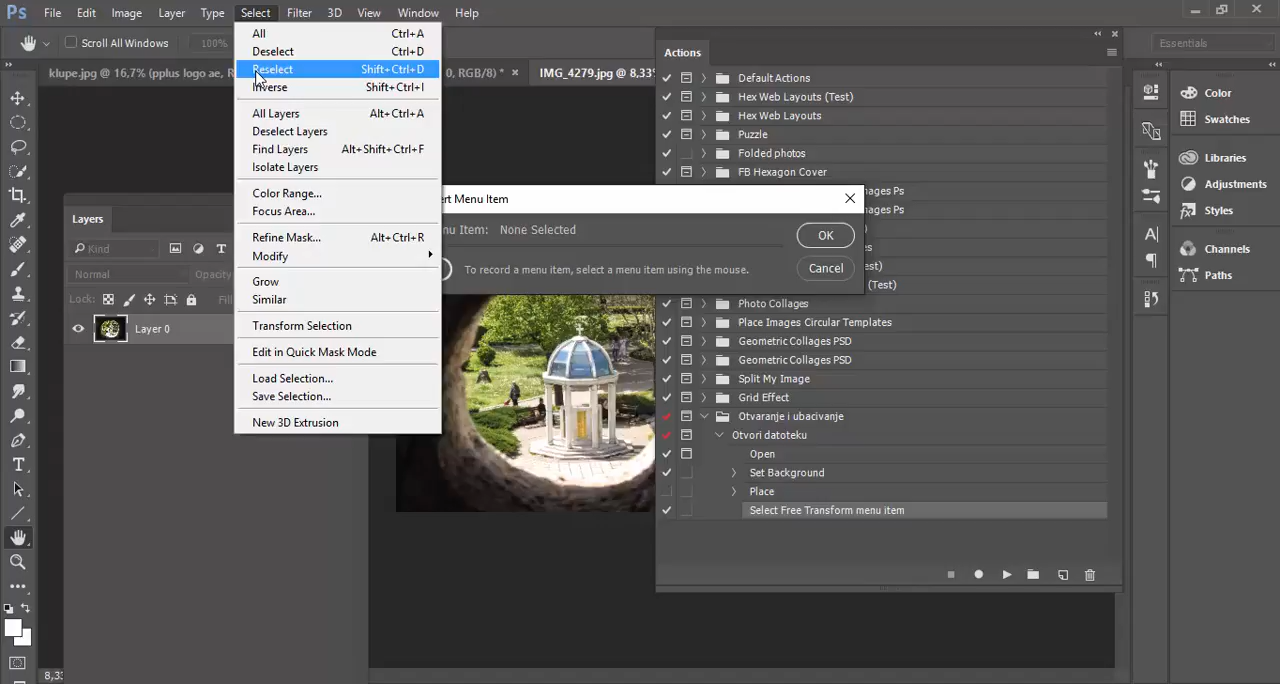 Ps File Edit Image Layer Type Select Filter 3D View Window Help
Scroll All Windows 100% Essentials
klupe.jpg @ 16,7% (pplus logo ae, R 0, RGB/8) * × IMG_4279.jpg @ 8,33%
All Ctrl+A
Deselect Ctrl+D
Reselect Shift+Ctrl+D
Inverse Shift+Ctrl+I
All Layers Alt+Ctrl+A
Deselect Layers
Find Layers Alt+Shift+Ctrl+F
Isolate Layers
Color Range...
Focus Area...
Refine Mask... Alt+Ctrl+R
Modify
Grow
Similar
Transform Selection
Edit in Quick Mask Mode
Load Selection...
Save Selection...
New 3D Extrusion
Layers
Kind
Normal Opacity
Lock: Fil
Layer 0
ert Menu Item
nu Item: None Selected
To record a menu item, select a menu item using the mouse.
OK
Cancel
Actions
Default Actions
Hex Web Layouts (Test)
Hex Web Layouts
Puzzle
Folded photos
FB Hexagon Cover
mages Ps
mages Ps
)
es
est)
(Test)
Photo Collages
Place Images Circular Templates
Geometric Collages PSD
Geometric Collages PSD
Split My Image
Grid Effect
Otvaranje i ubacivanje
Otvori datoteku
Open
Set Background
Place
Select Free Transform menu item
Color
Swatches
Libraries
Adjustments
Styles
Channels
Paths
8,33